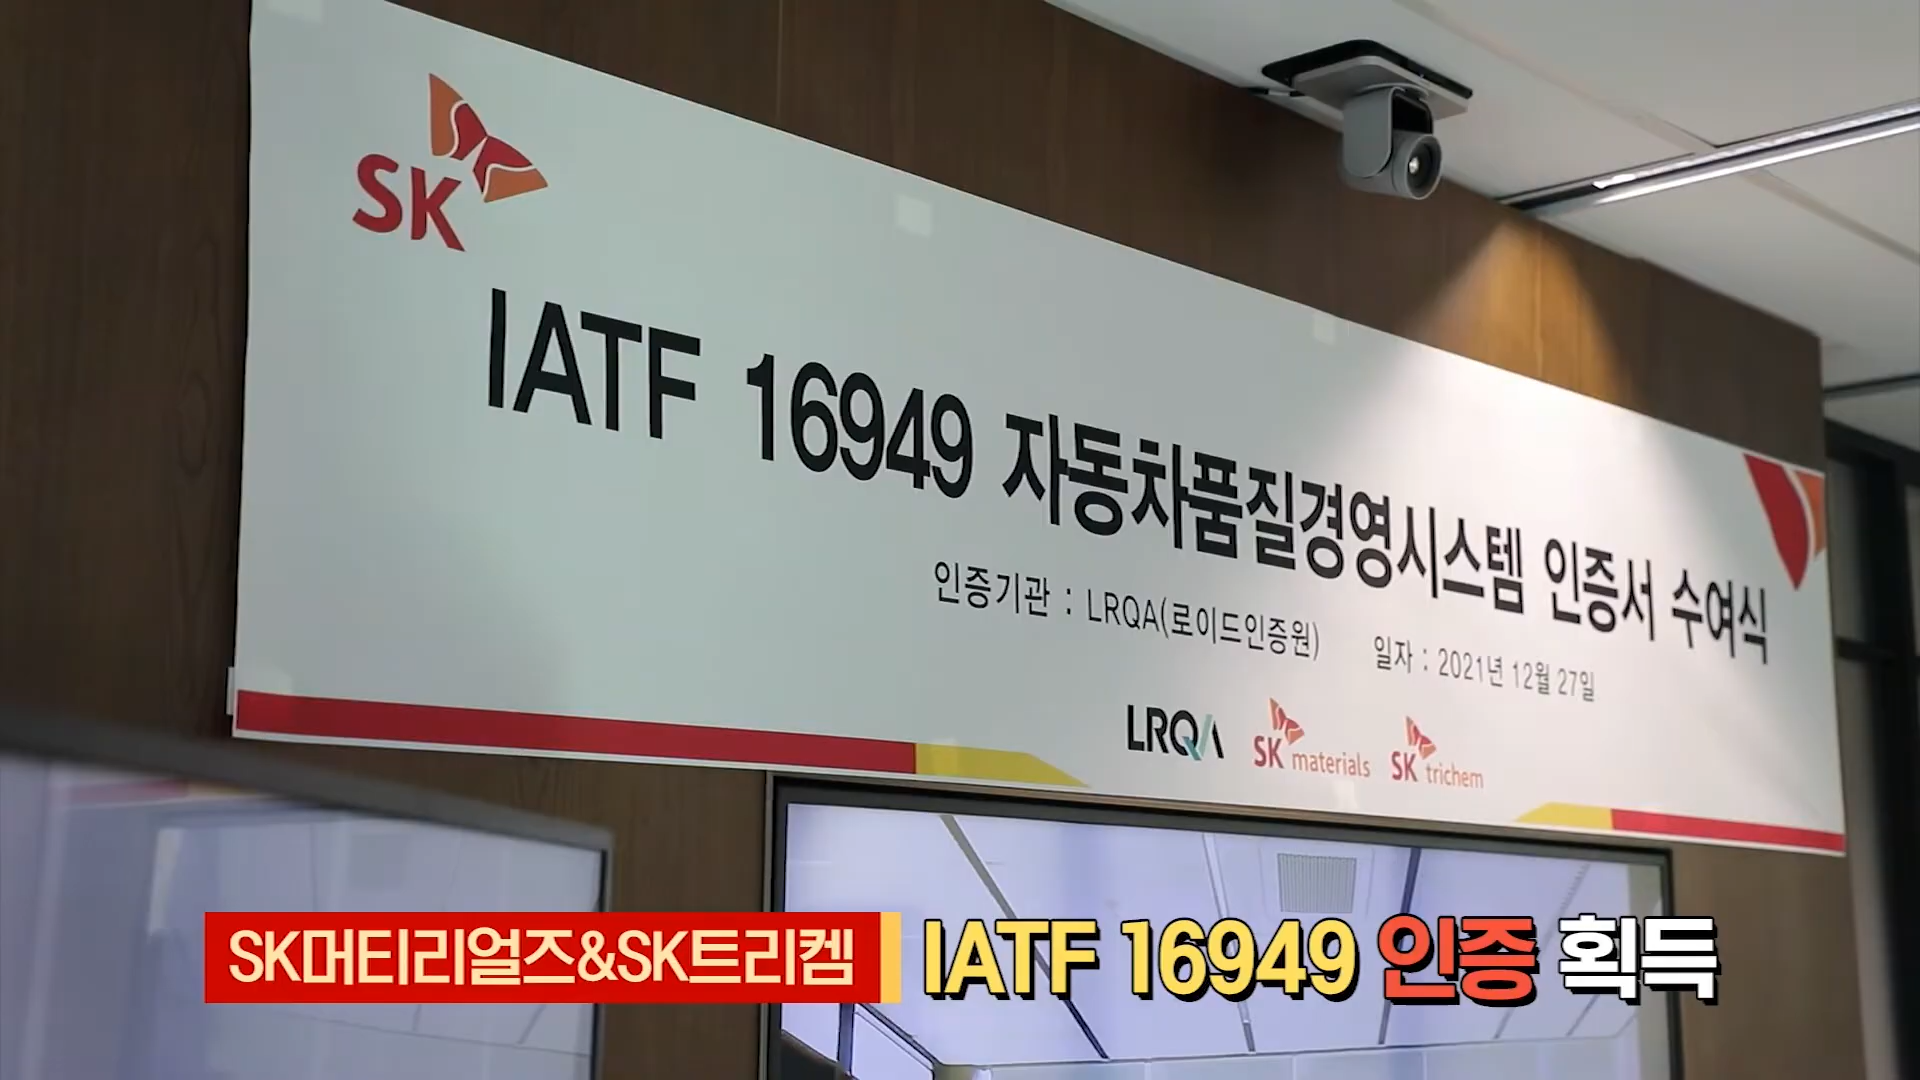 SK
IATF 16949 자동차품질경영시스템 인증서 수여식
인증기관 : LRQA(로이드인증원) 일자 : 2021년 12월 27일
LRQA SK materials SK trichem
SK머티리얼즈&SK트리켐 IATF 16949 인증 획득